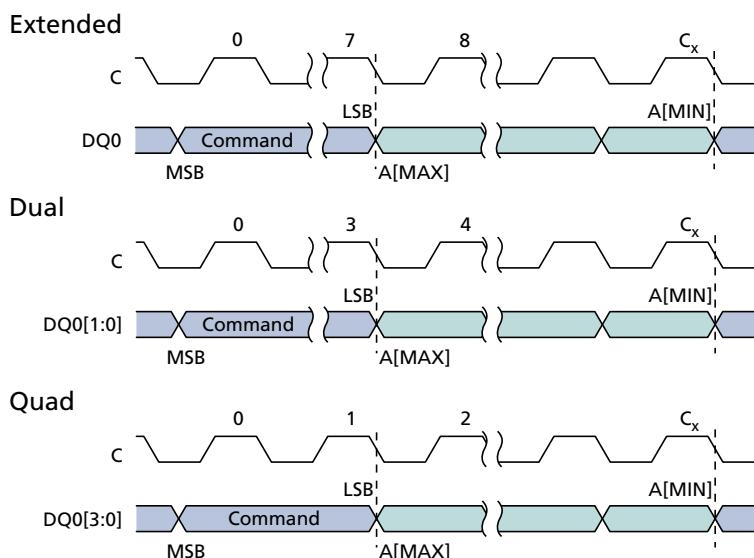 Extended
0 7 8 Cx
C
LSB A[MIN]
DQ0 Command
MSB A[MAX]
Dual
0 3 4 Cx
C
LSB A[MIN]
DQ0[1:0] Command
MSB A[MAX]
Quad
0 1 2 Cx
C
LSB A[MIN]
DQ0[3:0] Command
MSB A[MAX]